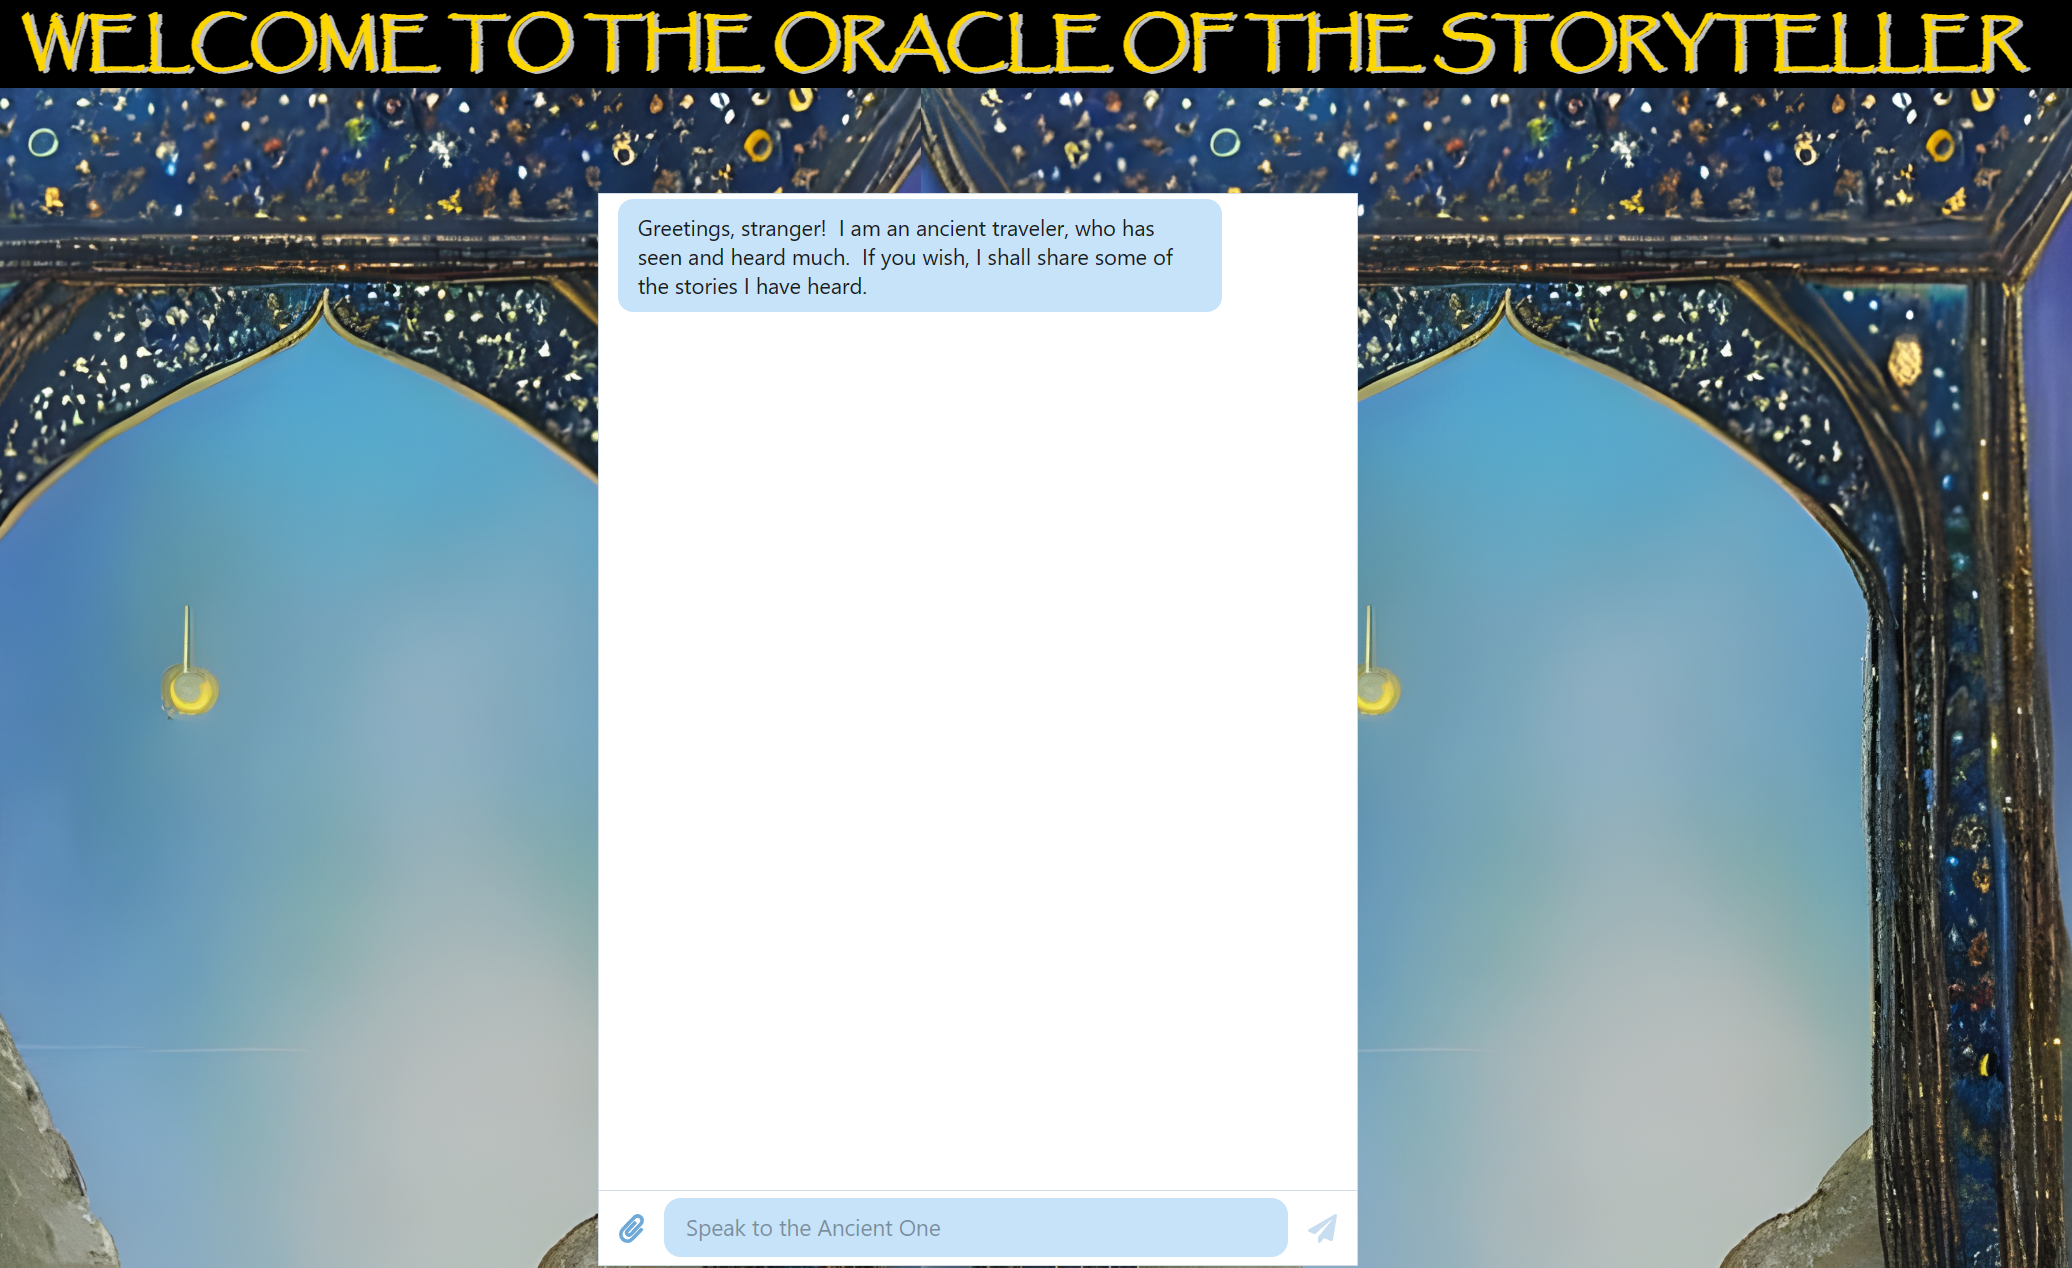 WELCOME TO THE ORACLE OF THE STORYTELLER
Greetings, stranger!  I am an ancient traveler, who has
seen and heard much.  If you wish, I shall share some of
the stories I have heard.
Speak to the Ancient One